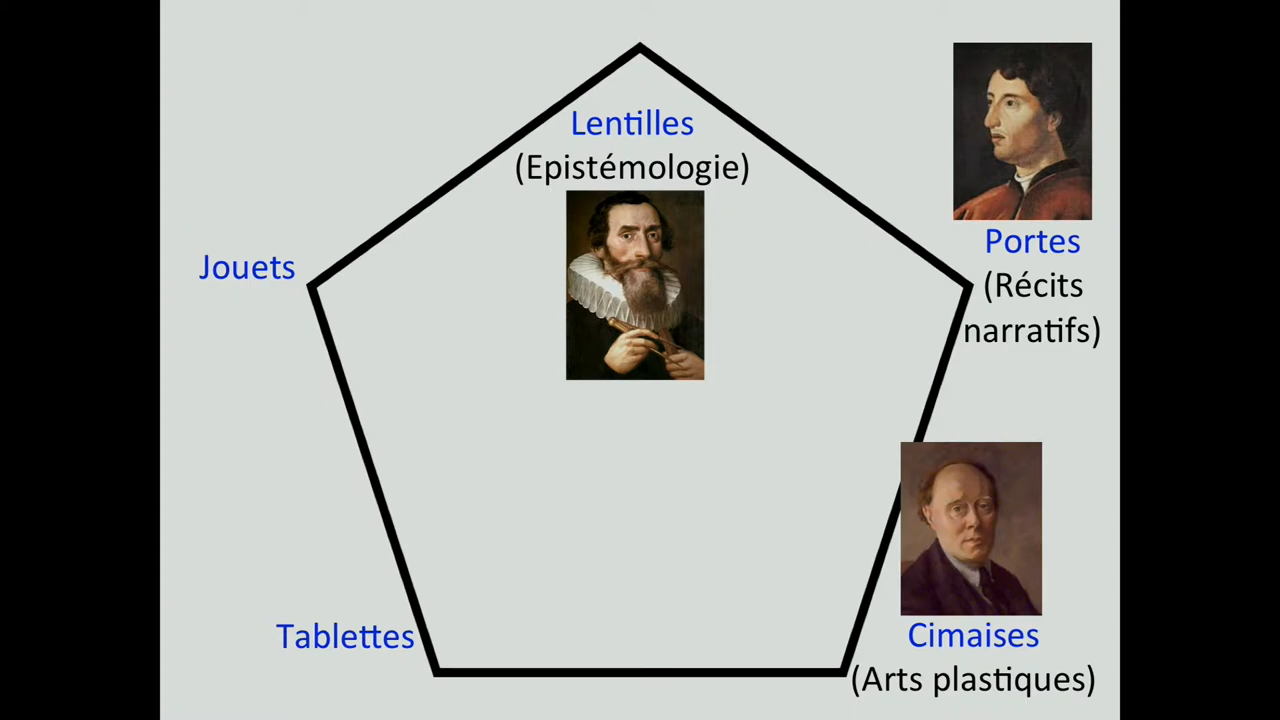 Lentilles
(Epistémologie)
Portes
(Récits
narratifs)
Jouets
Tablettes
Cimaises
(Arts plastiques)